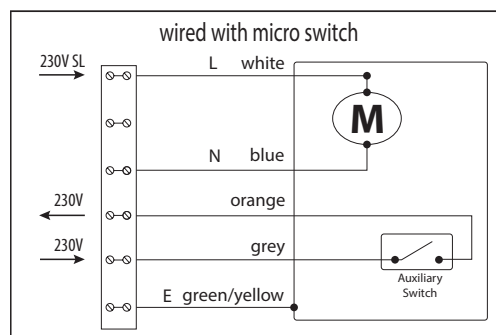 wired with micro switch
230V SL
L white
M
N blue
230V
orange
230V
grey
Auxiliary
Switch
E green/yellow